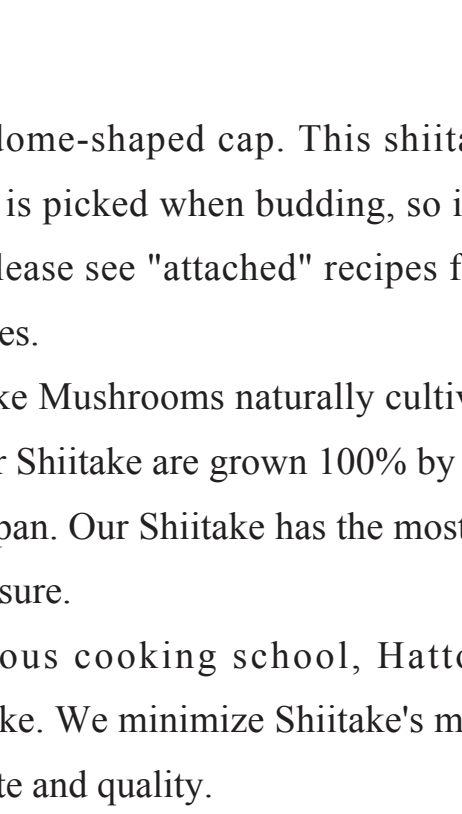 dome-shaped cap. This shiita
is picked when budding, so i
lease see "attached" recipes f
es.
ke Mushrooms naturally cultiv
r Shiitake are grown 100% by
pan. Our Shiitake has the most
sure.
ous cooking school, Hatto
ke. We minimize Shiitake's m
te and quality.